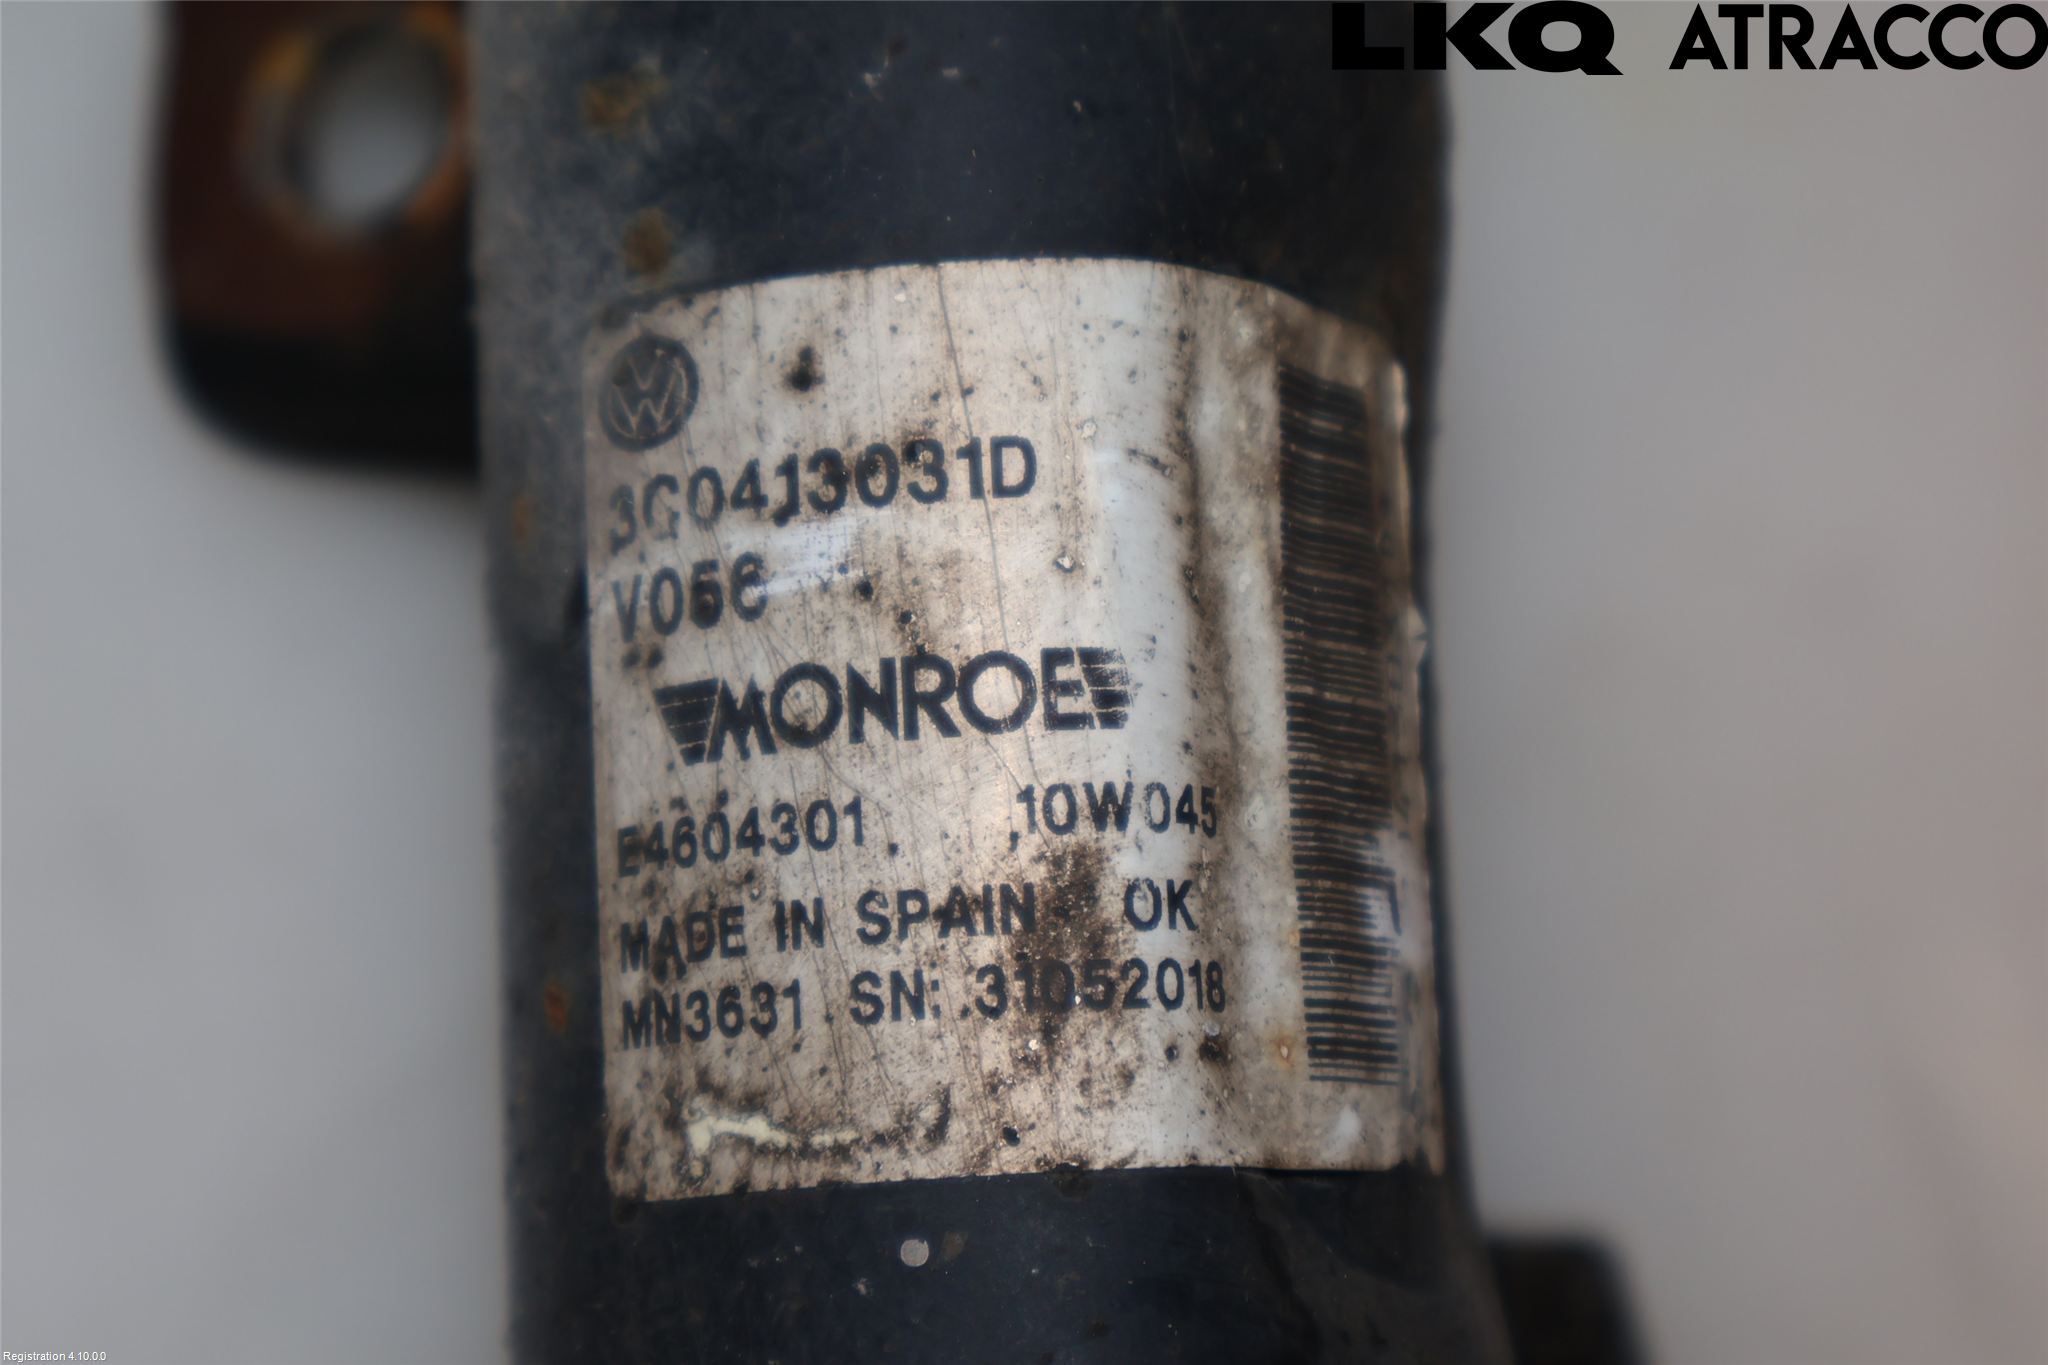 LKQ ATRACCO
3G0413031D
V056
MONROE
E4604301 10W045
MADE IN SPAIN OK
MN3631 SN: 31052018
Registration 4.10.0.0